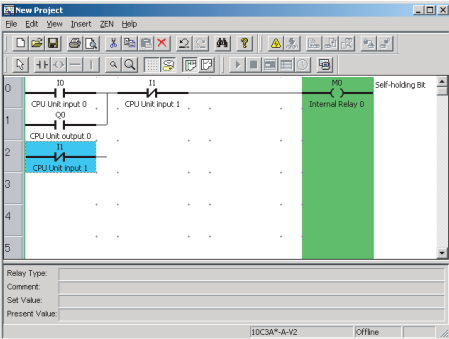 New Project
File Edit View Insert ZEN Help
0 I0 I1 M0 Self-holding Bit
CPU Unit input 0 CPU Unit input 1 Internal Relay 0
1 Q0
CPU Unit output 0
2 I1
CPU Unit input 1
3
4
5
Relay Type:
Comment:
Set Value:
Present Value:
10C3A*-A-V2 Offline